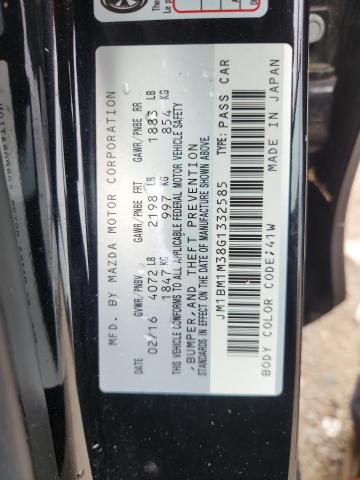 MFD. BY MAZDA MOTOR CORPORATION
DATE GVWR/PNBV GAWR/PNBE FRT GAWR/PNBE RR
02/16 4072 LB 2198 LB 1883 LB
1847 KG 997 KG 854 KG
THIS VEHICLE CONFORMS TO ALL APPLICABLE FEDERAL MOTOR VEHICLE SAFETY
,BUMPER,AND THEFT PREVENTION
STANDARDS IN EFFECT ON THE DATE OF MANUFACTURE SHOWN ABOVE.
JM1BM1M38G1332585 TYPE:PASS CAR
BODY COLOR CODE;41W MADE IN JAPAN
The
Le p